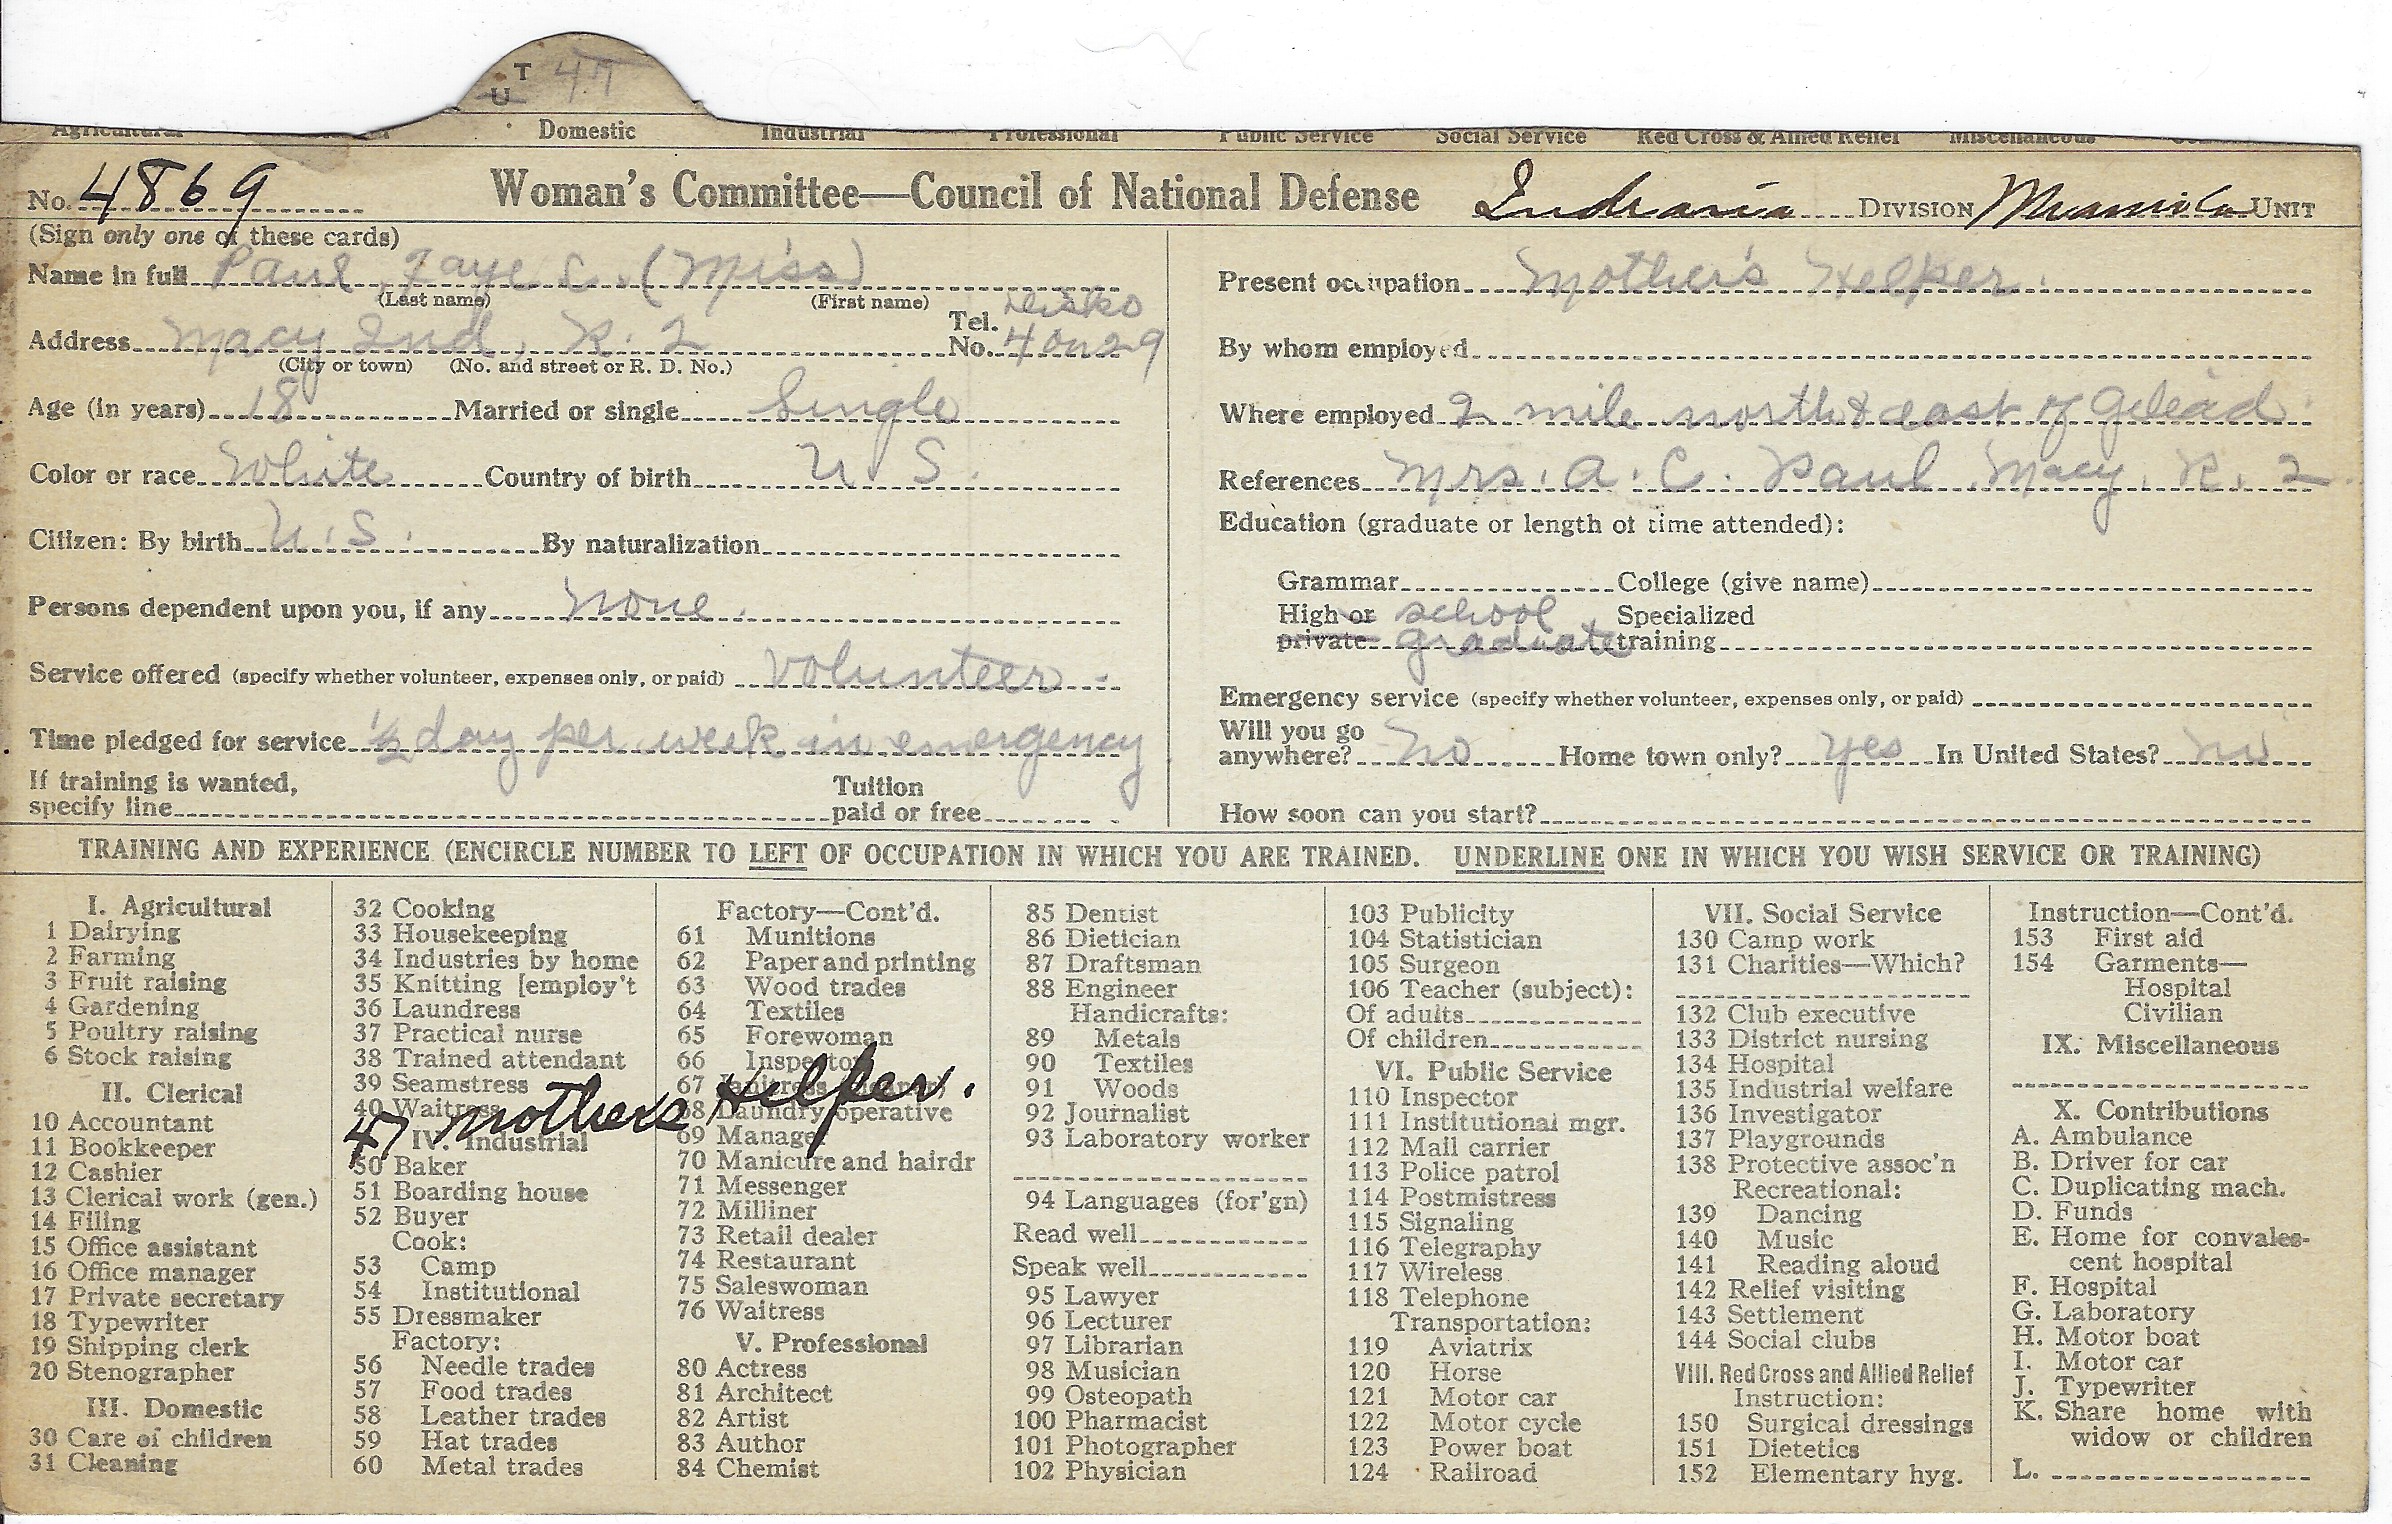 T 47
U
Domestic Industrial Professional Public Service Social Service Red Cross & Allied Relief Miscellaneous
No. 4869 Woman's Committee—Council of National Defense Indiana DIVISION Miami Co UNIT
(Sign only one of these cards)
Name in full Paul, Faye C. (Miss)
(Last name) (First name)
Address Macy Ind, R. 2 Tel. No. 4 on 29
(City or town) (No. and street or R. D. No.)
Age (in years) 18 Married or single Single
Color or race White Country of birth U. S.
Citizen: By birth U. S. By naturalization
Persons dependent upon you, if any none.
Service offered (specify whether volunteer, expenses only, or paid) volunteer.
Time pledged for service ½ day per week in emergency
If training is wanted,
specify line Tuition paid or free
Present occupation Mother's Helper.
By whom employed
Where employed 2 mile north & east of Gilead.
References Mrs. A. C. Paul, Macy, R. 2.
Education (graduate or length of time attended):
Grammar College (give name)
High or school Specialized
private graduate training
Emergency service (specify whether volunteer, expenses only, or paid)
Will you go
anywhere? No Home town only? yes In United States? no
How soon can you start?
TRAINING AND EXPERIENCE (ENCIRCLE NUMBER TO LEFT OF OCCUPATION IN WHICH YOU ARE TRAINED. UNDERLINE ONE IN WHICH YOU WISH SERVICE OR TRAINING)
I. Agricultural
1 Dairying
2 Farming
3 Fruit raising
4 Gardening
5 Poultry raising
6 Stock raising
II. Clerical
10 Accountant
11 Bookkeeper
12 Cashier
13 Clerical work (gen.)
14 Filing
15 Office assistant
16 Office manager
17 Private secretary
18 Typewriter
19 Shipping clerk
20 Stenographer
III. Domestic
30 Care of children
31 Cleaning
32 Cooking
33 Housekeeping
34 Industries by home
35 Knitting [employ't
36 Laundress
37 Practical nurse
38 Trained attendant
39 Seamstress
40 Waitress
47 Mothers Helper.
IV. Industrial
50 Baker
51 Boarding house
52 Buyer
Cook:
53 Camp
54 Institutional
55 Dressmaker
Factory:
56 Needle trades
57 Food trades
58 Leather trades
59 Hat trades
60 Metal trades
Factory—Cont'd.
61 Munitions
62 Paper and printing
63 Wood trades
64 Textiles
65 Forewoman
66 Inspector
67 Janitress
68 Laundry operative
69 Manager
70 Manicure and hairdr
71 Messenger
72 Milliner
73 Retail dealer
74 Restaurant
75 Saleswoman
76 Waitress
V. Professional
80 Actress
81 Architect
82 Artist
83 Author
84 Chemist
85 Dentist
86 Dietician
87 Draftsman
88 Engineer
Handicrafts:
89 Metals
90 Textiles
91 Woods
92 Journalist
93 Laboratory worker
94 Languages (for'gn)
Read well
Speak well
95 Lawyer
96 Lecturer
97 Librarian
98 Musician
99 Osteopath
100 Pharmacist
101 Photographer
102 Physician
103 Publicity
104 Statistician
105 Surgeon
106 Teacher (subject):
Of adults
Of children
VI. Public Service
110 Inspector
111 Institutional mgr.
112 Mail carrier
113 Police patrol
114 Postmistress
115 Signaling
116 Telegraphy
117 Wireless
118 Telephone
Transportation:
119 Aviatrix
120 Horse
121 Motor car
122 Motor cycle
123 Power boat
124 Railroad
VII. Social Service
130 Camp work
131 Charities—Which?
132 Club executive
133 District nursing
134 Hospital
135 Industrial welfare
136 Investigator
137 Playgrounds
138 Protective assoc'n
Recreational:
139 Dancing
140 Music
141 Reading aloud
142 Relief visiting
143 Settlement
144 Social clubs
VIII. Red Cross and Allied Relief
Instruction:
150 Surgical dressings
151 Dietetics
152 Elementary hyg.
Instruction—Cont'd.
153 First aid
154 Garments—
Hospital
Civilian
IX. Miscellaneous
X. Contributions
A. Ambulance
B. Driver for car
C. Duplicating mach.
D. Funds
E. Home for convales-
cent hospital
F. Hospital
G. Laboratory
H. Motor boat
I. Motor car
J. Typewriter
K. Share home with
widow or children
L.